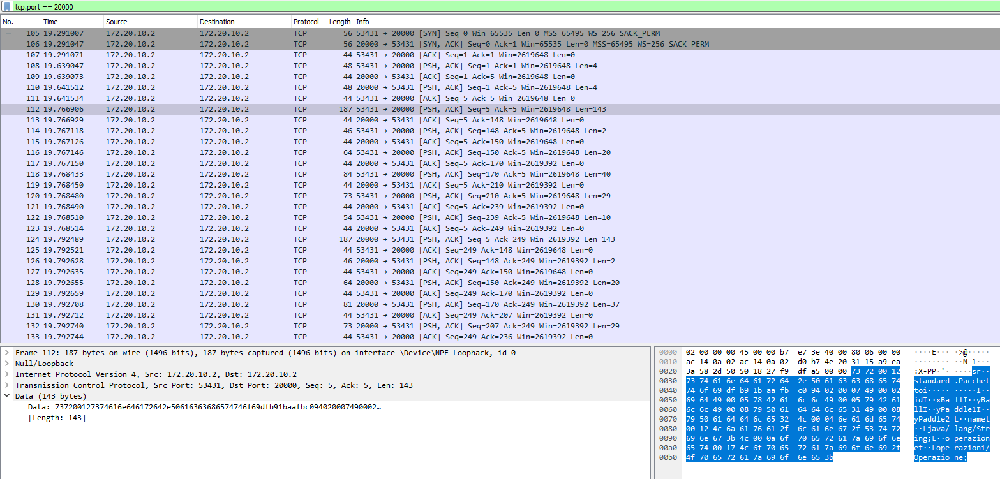 tcp.port == 20000
No. Time Source Destination Protocol Length Info
105 19.291007 172.20.10.2 172.20.10.2 TCP 56 53431 → 20000 [SYN] Seq=0 Win=65535 Len=0 MSS=65495 WS=256 SACK_PERM
106 19.291047 172.20.10.2 172.20.10.2 TCP 56 20000 → 53431 [SYN, ACK] Seq=0 Ack=1 Win=65535 Len=0 MSS=65495 WS=256 SACK_PERM
107 19.291071 172.20.10.2 172.20.10.2 TCP 44 53431 → 20000 [ACK] Seq=1 Ack=1 Win=2619648 Len=0
108 19.639047 172.20.10.2 172.20.10.2 TCP 48 53431 → 20000 [PSH, ACK] Seq=1 Ack=1 Win=2619648 Len=4
109 19.639073 172.20.10.2 172.20.10.2 TCP 44 20000 → 53431 [ACK] Seq=1 Ack=5 Win=2619648 Len=0
110 19.641512 172.20.10.2 172.20.10.2 TCP 48 20000 → 53431 [PSH, ACK] Seq=1 Ack=5 Win=2619648 Len=4
111 19.641534 172.20.10.2 172.20.10.2 TCP 44 53431 → 20000 [ACK] Seq=5 Ack=5 Win=2619648 Len=0
112 19.766906 172.20.10.2 172.20.10.2 TCP 187 53431 → 20000 [PSH, ACK] Seq=5 Ack=5 Win=2619648 Len=143
113 19.766929 172.20.10.2 172.20.10.2 TCP 44 20000 → 53431 [ACK] Seq=5 Ack=148 Win=2619648 Len=0
114 19.767118 172.20.10.2 172.20.10.2 TCP 46 53431 → 20000 [PSH, ACK] Seq=148 Ack=5 Win=2619648 Len=2
115 19.767126 172.20.10.2 172.20.10.2 TCP 44 20000 → 53431 [ACK] Seq=5 Ack=150 Win=2619648 Len=0
116 19.767146 172.20.10.2 172.20.10.2 TCP 64 53431 → 20000 [PSH, ACK] Seq=150 Ack=5 Win=2619648 Len=20
117 19.767150 172.20.10.2 172.20.10.2 TCP 44 20000 → 53431 [ACK] Seq=5 Ack=170 Win=2619392 Len=0
118 19.768433 172.20.10.2 172.20.10.2 TCP 84 53431 → 20000 [PSH, ACK] Seq=170 Ack=5 Win=2619648 Len=40
119 19.768450 172.20.10.2 172.20.10.2 TCP 44 20000 → 53431 [ACK] Seq=5 Ack=210 Win=2619392 Len=0
120 19.768480 172.20.10.2 172.20.10.2 TCP 73 53431 → 20000 [PSH, ACK] Seq=210 Ack=5 Win=2619648 Len=29
121 19.768490 172.20.10.2 172.20.10.2 TCP 44 20000 → 53431 [ACK] Seq=5 Ack=239 Win=2619392 Len=0
122 19.768510 172.20.10.2 172.20.10.2 TCP 54 53431 → 20000 [PSH, ACK] Seq=239 Ack=5 Win=2619648 Len=10
123 19.768514 172.20.10.2 172.20.10.2 TCP 44 20000 → 53431 [ACK] Seq=5 Ack=249 Win=2619392 Len=0
124 19.792489 172.20.10.2 172.20.10.2 TCP 187 20000 → 53431 [PSH, ACK] Seq=5 Ack=249 Win=2619392 Len=143
125 19.792521 172.20.10.2 172.20.10.2 TCP 44 53431 → 20000 [ACK] Seq=249 Ack=148 Win=2619648 Len=0
126 19.792628 172.20.10.2 172.20.10.2 TCP 46 20000 → 53431 [PSH, ACK] Seq=148 Ack=249 Win=2619392 Len=2
127 19.792635 172.20.10.2 172.20.10.2 TCP 44 53431 → 20000 [ACK] Seq=249 Ack=150 Win=2619648 Len=0
128 19.792655 172.20.10.2 172.20.10.2 TCP 64 20000 → 53431 [PSH, ACK] Seq=150 Ack=249 Win=2619392 Len=20
129 19.792659 172.20.10.2 172.20.10.2 TCP 44 53431 → 20000 [ACK] Seq=249 Ack=170 Win=2619392 Len=0
130 19.792708 172.20.10.2 172.20.10.2 TCP 81 20000 → 53431 [PSH, ACK] Seq=170 Ack=249 Win=2619392 Len=37
131 19.792712 172.20.10.2 172.20.10.2 TCP 44 53431 → 20000 [ACK] Seq=249 Ack=207 Win=2619392 Len=0
132 19.792740 172.20.10.2 172.20.10.2 TCP 73 20000 → 53431 [PSH, ACK] Seq=207 Ack=249 Win=2619392 Len=29
133 19.792744 172.20.10.2 172.20.10.2 TCP 44 53431 → 20000 [ACK] Seq=249 Ack=236 Win=2619392 Len=0
Frame 112: 187 bytes on wire (1496 bits), 187 bytes captured (1496 bits) on interface \Device\NPF_Loopback, id 0
Null/Loopback
Internet Protocol Version 4, Src: 172.20.10.2, Dst: 172.20.10.2
Transmission Control Protocol, Src Port: 53431, Dst Port: 20000, Seq: 5, Ack: 5, Len: 143
Data (143 bytes)
Data: 737200127374616e646172642e50616363686574746f69dfb91baafbc094020007490002…
[Length: 143]
0000 02 00 00 00 45 00 00 b7 e7 3e 40 00 80 06 00 00 ····E··· ·>@·····
0010 ac 14 0a 02 ac 14 0a 02 d0 b7 4e 20 31 15 a9 ea ········ ··N 1···
0020 3a 58 2d 50 50 18 27 f9 df a5 00 00 73 72 00 12 :X-PP·'· ····sr··
0030 73 74 61 6e 64 61 72 64 2e 50 61 63 63 68 65 74 standard .Pacchet
0040 74 6f 69 df b9 1b aa fb c0 94 02 00 07 49 00 02 toi····· ·····I··
0050 69 64 49 00 05 78 42 61 6c 6c 49 00 05 79 42 61 idI··xBa llI··yBa
0060 6c 6c 49 00 08 79 50 61 64 64 6c 65 31 49 00 08 llI··yPa ddle1I··
0070 79 50 61 64 64 6c 65 32 4c 00 04 6e 61 6d 65 74 yPaddle2 L··namet
0080 00 12 4c 6a 61 76 61 2f 6c 61 6e 67 2f 53 74 72 ··Ljava/ lang/Str
0090 69 6e 67 3b 4c 00 0a 6f 70 65 72 61 7a 69 6f 6e ing;L··o perazion
00a0 65 74 00 17 4c 6f 70 65 72 61 7a 69 6f 6e 69 2f et··Lope razioni/
00b0 4f 70 65 72 61 7a 69 6f 6e 65 3b Operazio ne;